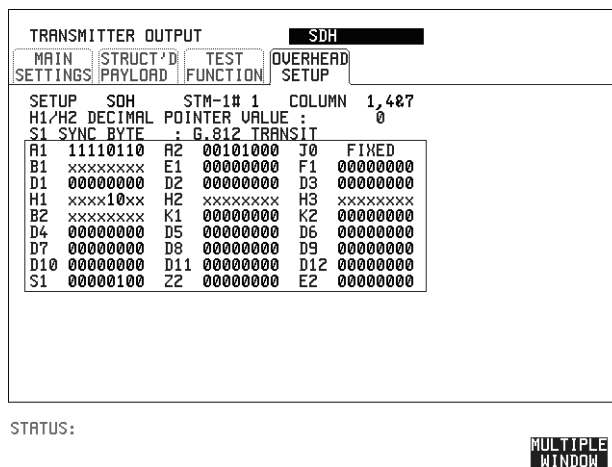 TRANSMITTER OUTPUT SDH
MAIN SETTINGS STRUCT'D PAYLOAD TEST FUNCTION OVERHEAD SETUP
SETUP SOH STM-1# 1 COLUMN 1,4&7
H1/H2 DECIMAL POINTER VALUE : 0
S1 SYNC BYTE : G.812 TRANSIT
A1 11110110 A2 00101000 J0 FIXED
B1 xxxxxxxx E1 00000000 F1 00000000
D1 00000000 D2 00000000 D3 00000000
H1 xxxx10xx H2 xxxxxxxx H3 xxxxxxxx
B2 xxxxxxxx K1 00000000 K2 00000000
D4 00000000 D5 00000000 D6 00000000
D7 00000000 D8 00000000 D9 00000000
D10 00000000 D11 00000000 D12 00000000
S1 00000100 Z2 00000000 E2 00000000
STATUS:
MULTIPLE
WINDOW